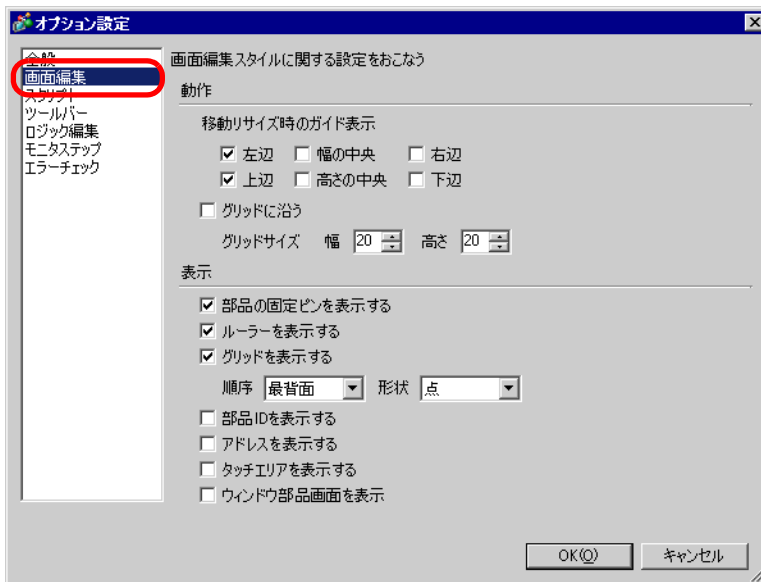 オプション設定
全般
画面編集
スクリプト
ツールバー
ロジック編集
モニタステップ
エラーチェック
画面編集スタイルに関する設定をおこなう
動作
移動リサイズ時のガイド表示
左辺 幅の中央 右辺
上辺 高さの中央 下辺
グリッドに沿う
グリッドサイズ 幅 20 高さ 20
表示
部品の固定ピンを表示する
ルーラーを表示する
グリッドを表示する
順序 最背面 形状 点
部品IDを表示する
アドレスを表示する
タッチエリアを表示する
ウィンドウ部品画面を表示
OK(O) キャンセル